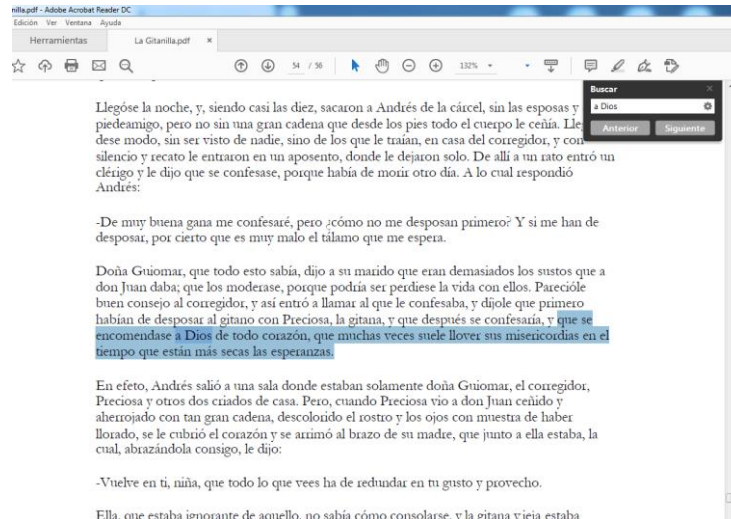 nilla.pdf - Adobe Acrobat Reader DC
Edición Ver Ventana Ayuda
Herramientas La Gitanilla.pdf ×
54 / 56 132%
Buscar
a Dios
Anterior Siguiente
Llegóse la noche, y, siendo casi las diez, sacaron a Andrés de la cárcel, sin las esposas y
piedeamigo, pero no sin una gran cadena que desde los pies todo el cuerpo le ceñía.
dese modo, sin ser visto de nadie, sino de los que le traían, en casa del corregidor, y con
silencio y recato le entraron en un aposento, donde le dejaron solo. De allí a un rato entró un
clérigo y le dijo que se confesase, porque había de morir otro día. A lo cual respondió
Andrés:
-De muy buena gana me confesaré, pero ¿cómo no me desposan primero? Y si me han de
desposar, por cierto que es muy malo el tálamo que me espera.
Doña Guiomar, que todo esto sabía, dijo a su marido que eran demasiados los sustos que a
don Juan daba; que los moderase, porque podría ser perdiese la vida con ellos. Parecióle
buen consejo al corregidor, y así entró a llamar al que le confesaba, y díjole que primero
habían de desposar al gitano con Preciosa, la gitana, y que después se confesaría, y que se
encomendase a Dios de todo corazón, que muchas veces suele llover sus misericordias en el
tiempo que están más secas las esperanzas.
En efeto, Andrés salió a una sala donde estaban solamente doña Guiomar, el corregidor,
Preciosa y otros dos criados de casa. Pero, cuando Preciosa vio a don Juan ceñido y
aherrojado con tan gran cadena, descolorido el rostro y los ojos con muestra de haber
llorado, se le cubrió el corazón y se arrimó al brazo de su madre, que junto a ella estaba, la
cual, abrazándola consigo, le dijo:
-Vuelve en ti, niña, que todo lo que vees ha de redundar en tu gusto y provecho.
Ella, que estaba ignorante de aquello, no sabía cómo consolarse, y la gitana vieja estaba